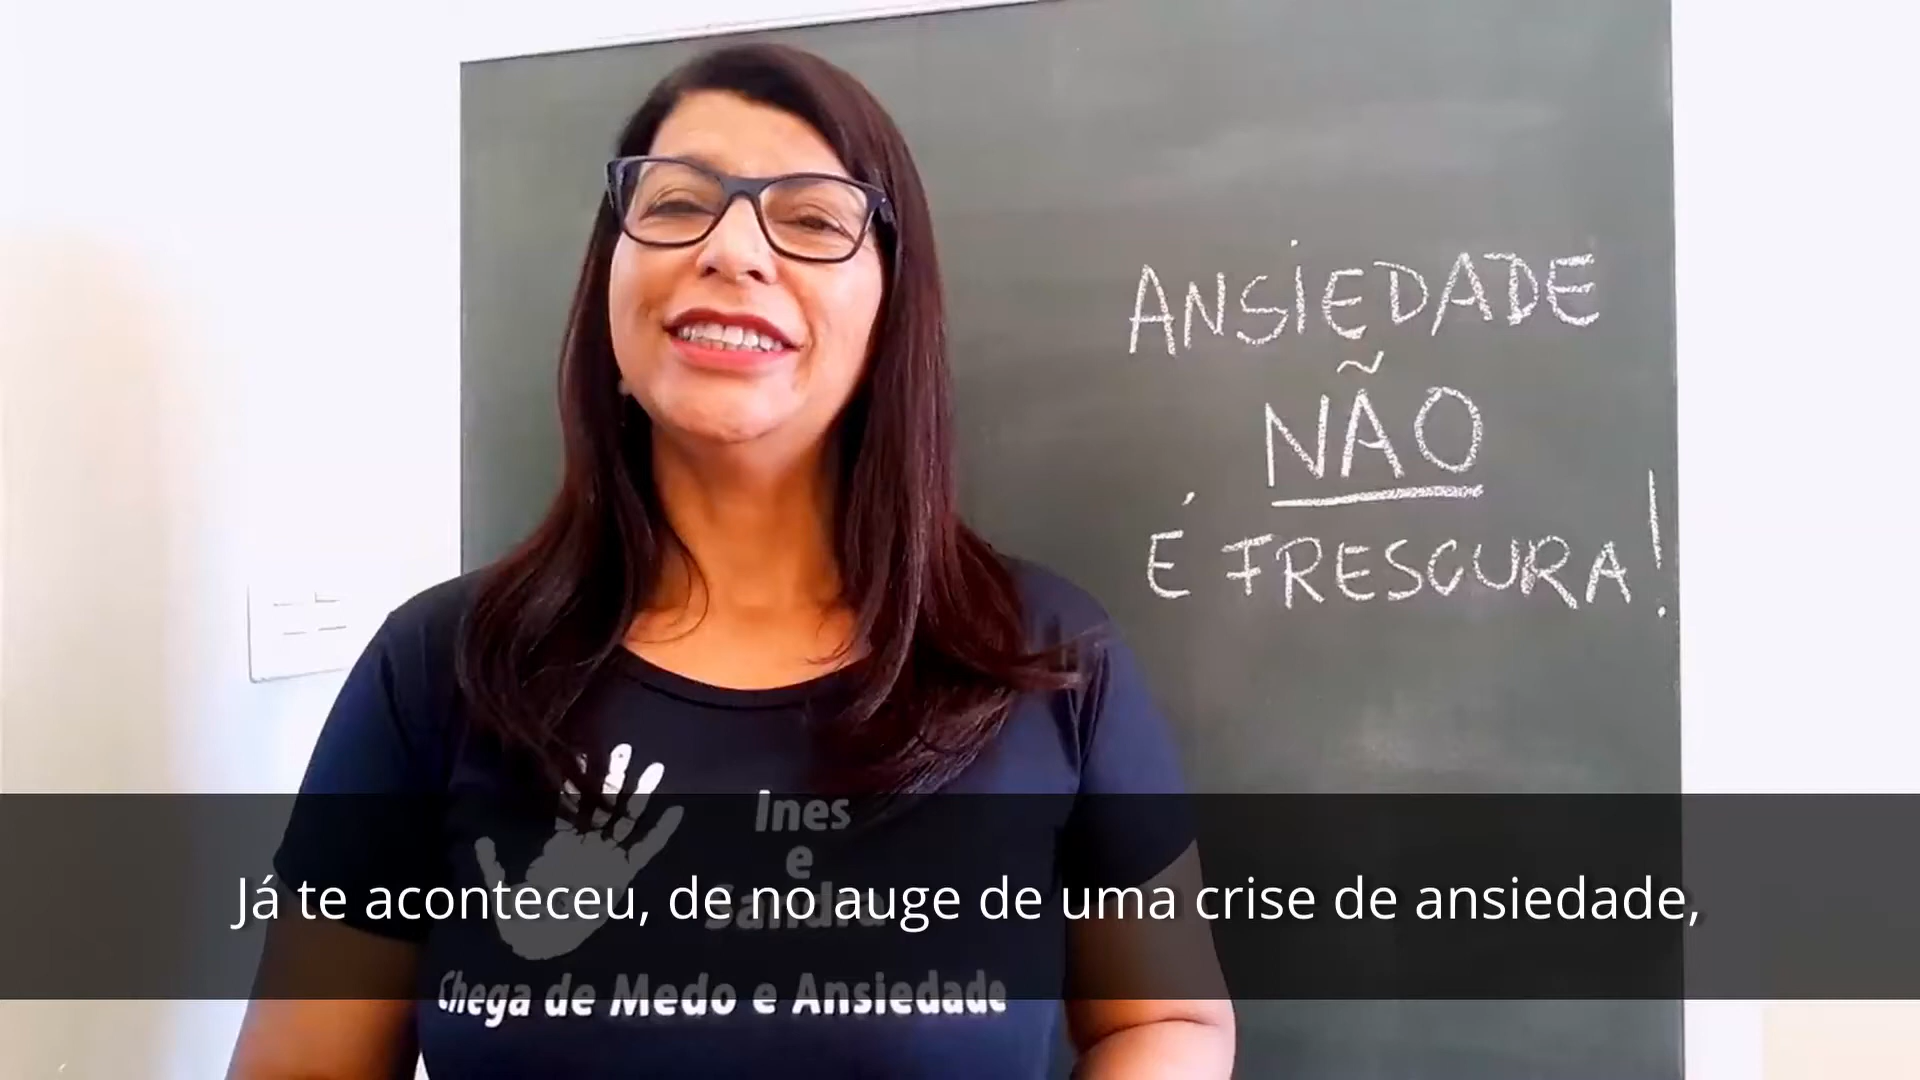 ANSIEDADE
NÃO
É FRESCURA!
Ines
e
Sandra
Chega de Medo e Ansiedade
Já te aconteceu, de no auge de uma crise de ansiedade,